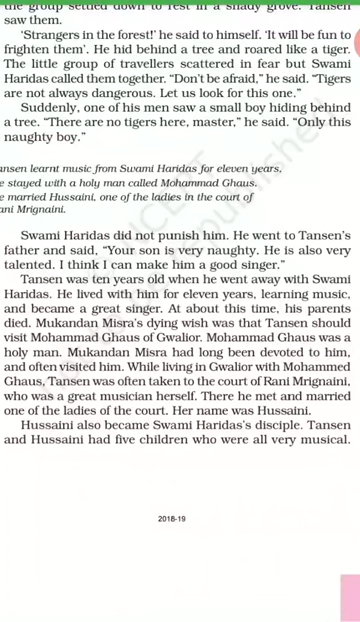 the group settled down to rest in a shady grove. Tansen
saw them.
‘Strangers in the forest!’ he said to himself. ‘It will be fun to
frighten them’. He hid behind a tree and roared like a tiger.
The little group of travellers scattered in fear but Swami
Haridas called them together. “Don’t be afraid,” he said. “Tigers
are not always dangerous. Let us look for this one.”
Suddenly, one of his men saw a small boy hiding behind
a tree. “There are no tigers here, master,” he said. “Only this
naughty boy.”
ansen learnt music from Swami Haridas for eleven years,
e stayed with a holy man called Mohammad Ghaus.
e married Hussaini, one of the ladies in the court of
ani Mrignaini.
Swami Haridas did not punish him. He went to Tansen’s
father and said, “Your son is very naughty. He is also very
talented. I think I can make him a good singer.”
Tansen was ten years old when he went away with Swami
Haridas. He lived with him for eleven years, learning music,
and became a great singer. At about this time, his parents
died. Mukandan Misra’s dying wish was that Tansen should
visit Mohammad Ghaus of Gwalior. Mohammad Ghaus was a
holy man. Mukandan Misra had long been devoted to him,
and often visited him. While living in Gwalior with Mohammed
Ghaus, Tansen was often taken to the court of Rani Mrignaini,
who was a great musician herself. There he met and married
one of the ladies of the court. Her name was Hussaini.
Hussaini also became Swami Haridas’s disciple. Tansen
and Hussaini had five children who were all very musical.
2018-19